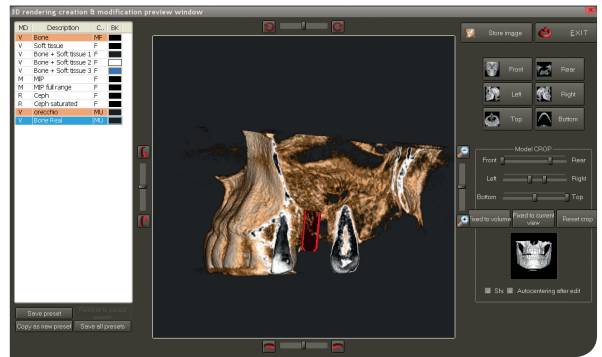 3D rendering creation & modification preview window
MD Description C.. BK
V Bone MF
V Soft tissue F
V Bone + Soft tissue 1 F
V Bone + Soft tissue 2 F
V Bone + Soft tissue 3 F
M MIP F
M MIP full range F
R Ceph F
R Ceph saturated F
V orecchio MU
V Bone Real MU
Save preset
Copy as new preset Save all presets
Store image EXIT
Front Rear
Left Right
Top Bottom
Model CROP
Front Rear
Left Right
Bottom Top
Fixed to volume Fixed to current view Reset crop
Autocentering after edit